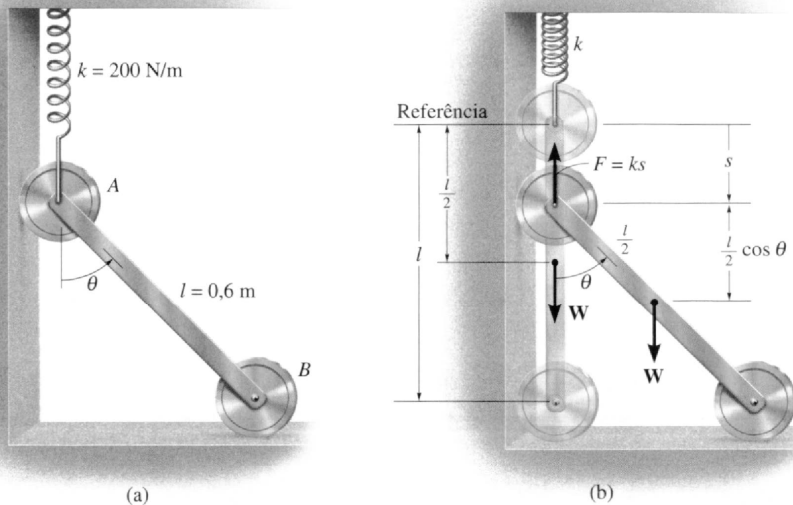 k = 200 N/m
A
θ
l = 0,6 m
B
(a)
k
Referência
F = ks
s
l/2
l
l/2
l/2 cos θ
θ
W
W
(b)